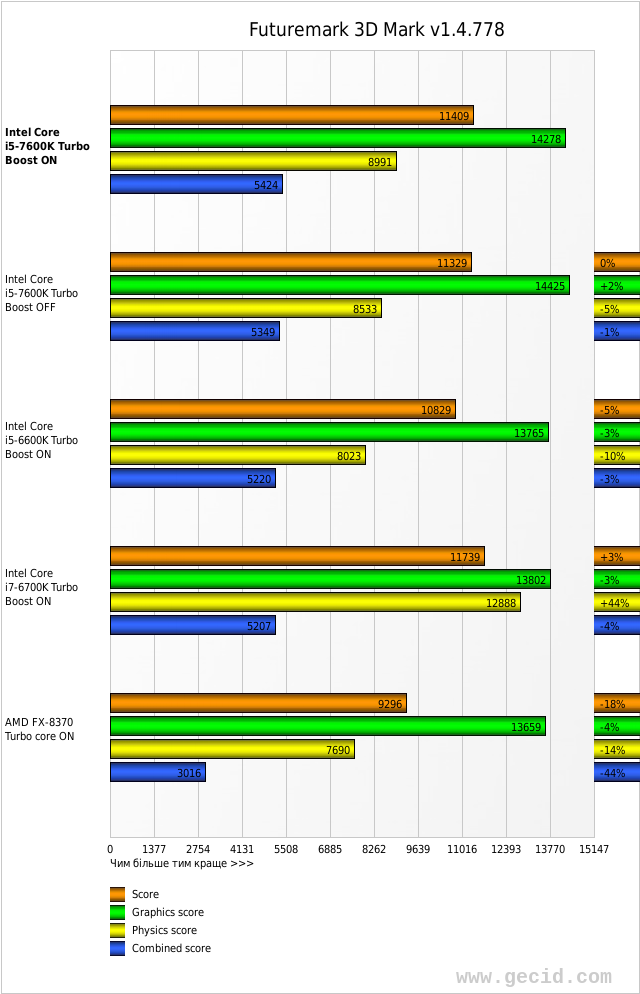 Futuremark 3D Mark v1.4.778
Intel Core
i5-7600K Turbo
Boost ON
11409
14278
8991
5424
Intel Core
i5-7600K Turbo
Boost OFF
11329
0%
14425
+2%
8533
-5%
5349
-1%
Intel Core
i5-6600K Turbo
Boost ON
10829
-5%
13765
-3%
8023
-10%
5220
-3%
Intel Core
i7-6700K Turbo
Boost ON
11739
+3%
13802
-3%
12888
+44%
5207
-4%
AMD FX-8370
Turbo core ON
9296
-18%
13659
-4%
7690
-14%
3016
-44%
0 1377 2754 4131 5508 6885 8262 9639 11016 12393 13770 15147
Чим більше тим краще >>>
Score
Graphics score
Physics score
Combined score
www.gecid.com